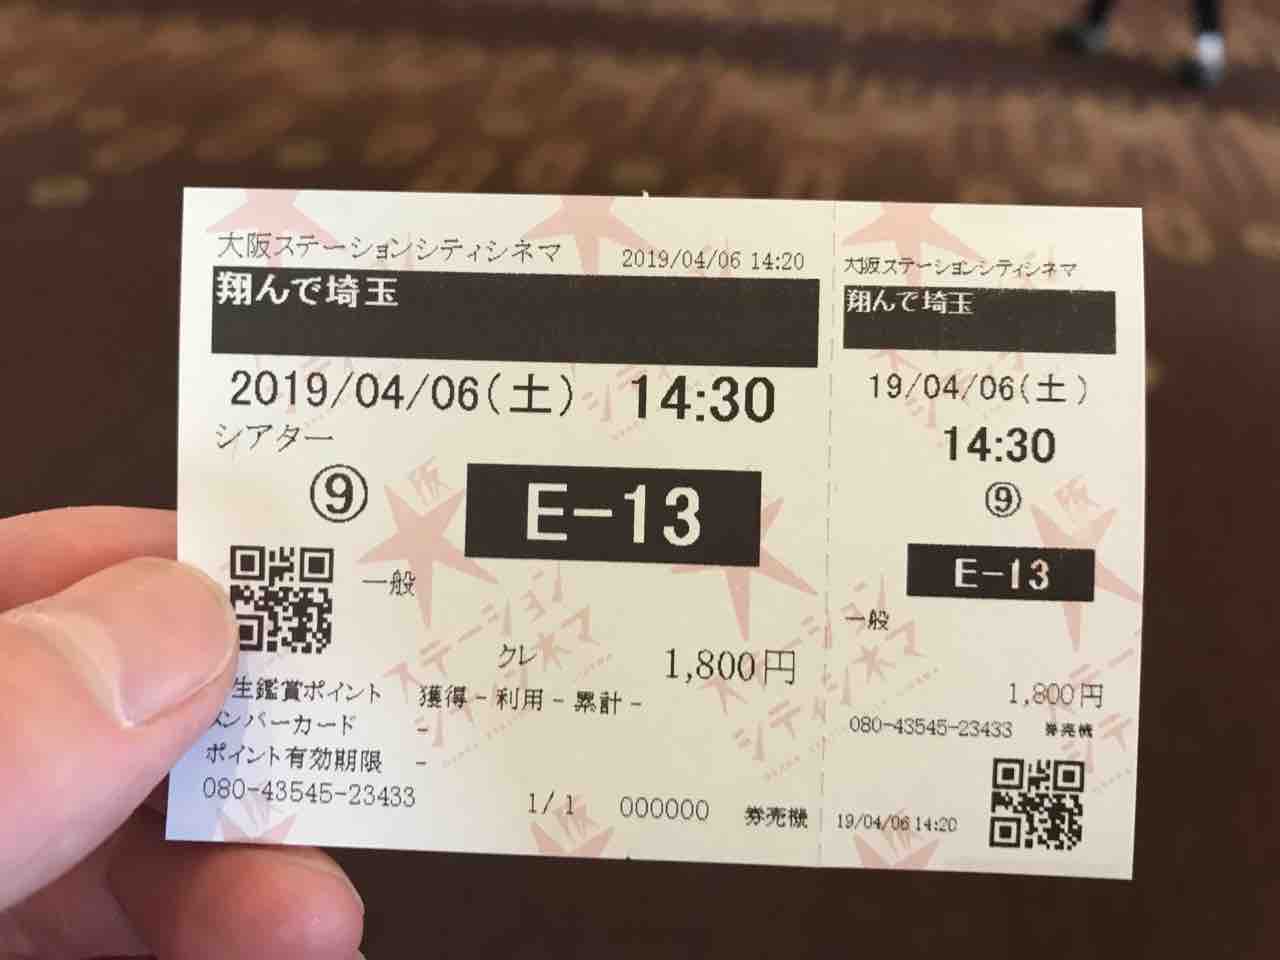 大阪ステーションシティシネマ 2019/04/06 14:20
翔んで埼玉
2019/04/06(土) 14:30
シアター
⑨ E-13
一般
クレ 1,800円
生鑑賞ポイント 獲得 - 利用 - 累計 -
メンバーカード -
ポイント有効期限 -
080-43545-23433 1/1 000000 券売機
大阪ステーションシティシネマ
翔んで埼玉
19/04/06(土)
14:30
⑨
E-13
一般
1,800円
080-43545-23433 券売機
19/04/06 14:20